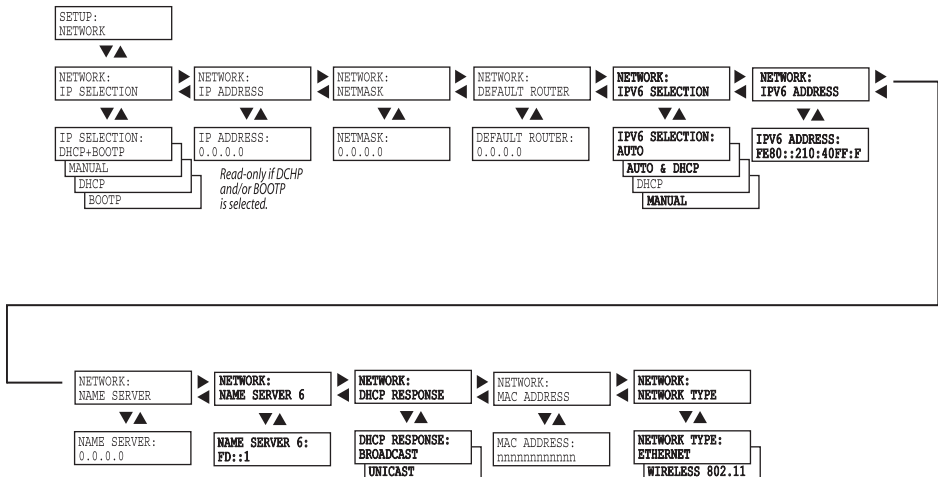 SETUP:
NETWORK
NETWORK:
IP SELECTION
NETWORK:
IP ADDRESS
NETWORK:
NETMASK
NETWORK:
DEFAULT ROUTER
NETWORK:
IPV6 SELECTION
NETWORK:
IPV6 ADDRESS
IP SELECTION:
DHCP+BOOTP
MANUAL
DHCP
BOOTP
IP ADDRESS:
0.0.0.0
Read-only if DCHP
and/or BOOTP
is selected.
NETMASK:
0.0.0.0
DEFAULT ROUTER:
0.0.0.0
IPV6 SELECTION:
AUTO
AUTO & DHCP
DHCP
MANUAL
IPV6 ADDRESS:
FE80::210:40FF:F
NETWORK:
NAME SERVER
NETWORK:
NAME SERVER 6
NETWORK:
DHCP RESPONSE
NETWORK:
MAC ADDRESS
NETWORK:
NETWORK TYPE
NAME SERVER:
0.0.0.0
NAME SERVER 6:
FD::1
DHCP RESPONSE:
BROADCAST
UNICAST
MAC ADDRESS:
nnnnnnnnnnnn
NETWORK TYPE:
ETHERNET
WIRELESS 802.11